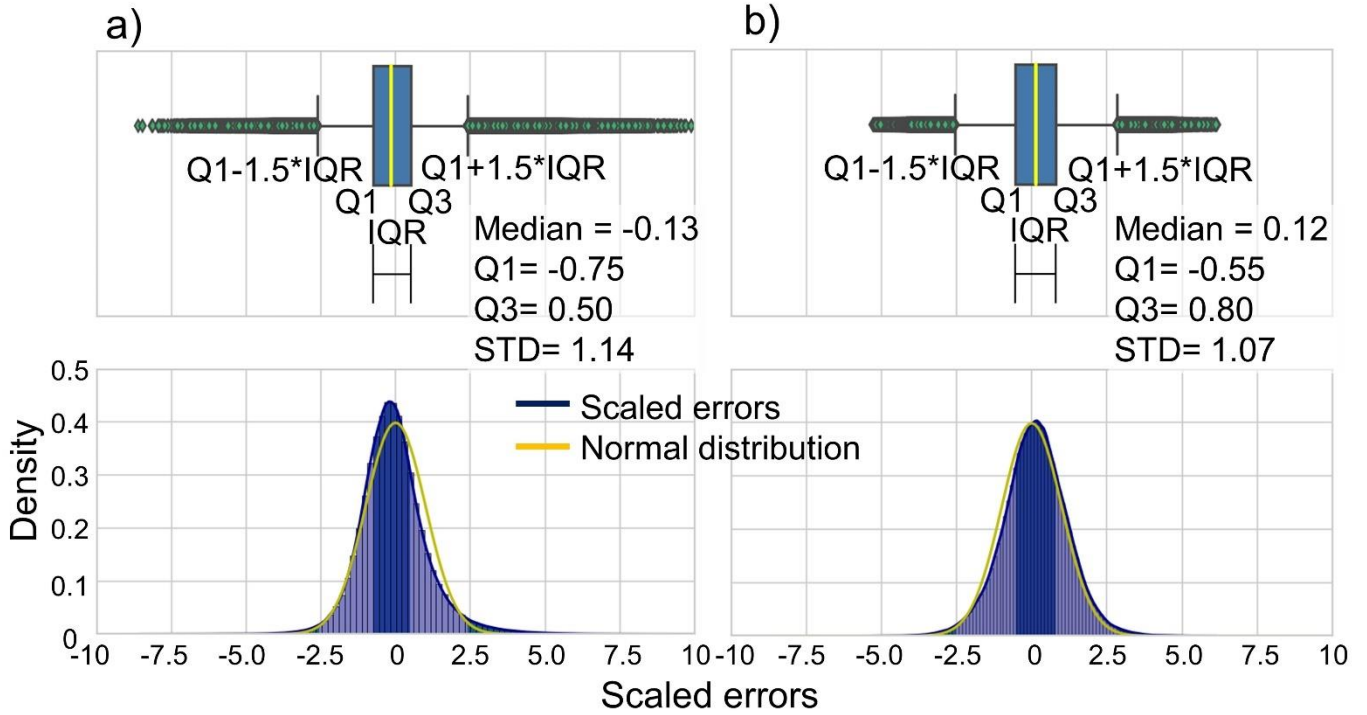 a)
Q1-1.5*IQR
Q1+1.5*IQR
Q1
Q3
IQR
Median = -0.13
Q1= -0.75
Q3= 0.50
STD= 1.14
b)
Q1-1.5*IQR
Q1+1.5*IQR
Q1
Q3
IQR
Median = 0.12
Q1= -0.55
Q3= 0.80
STD= 1.07
Density
0.5
0.4
0.3
0.2
0.1
0
Scaled errors
Normal distribution
-10 -7.5 -5.0 -2.5 0 2.5 5.0 7.5 10
-10 -7.5 -5.0 -2.5 0 2.5 5.0 7.5 10
Scaled errors